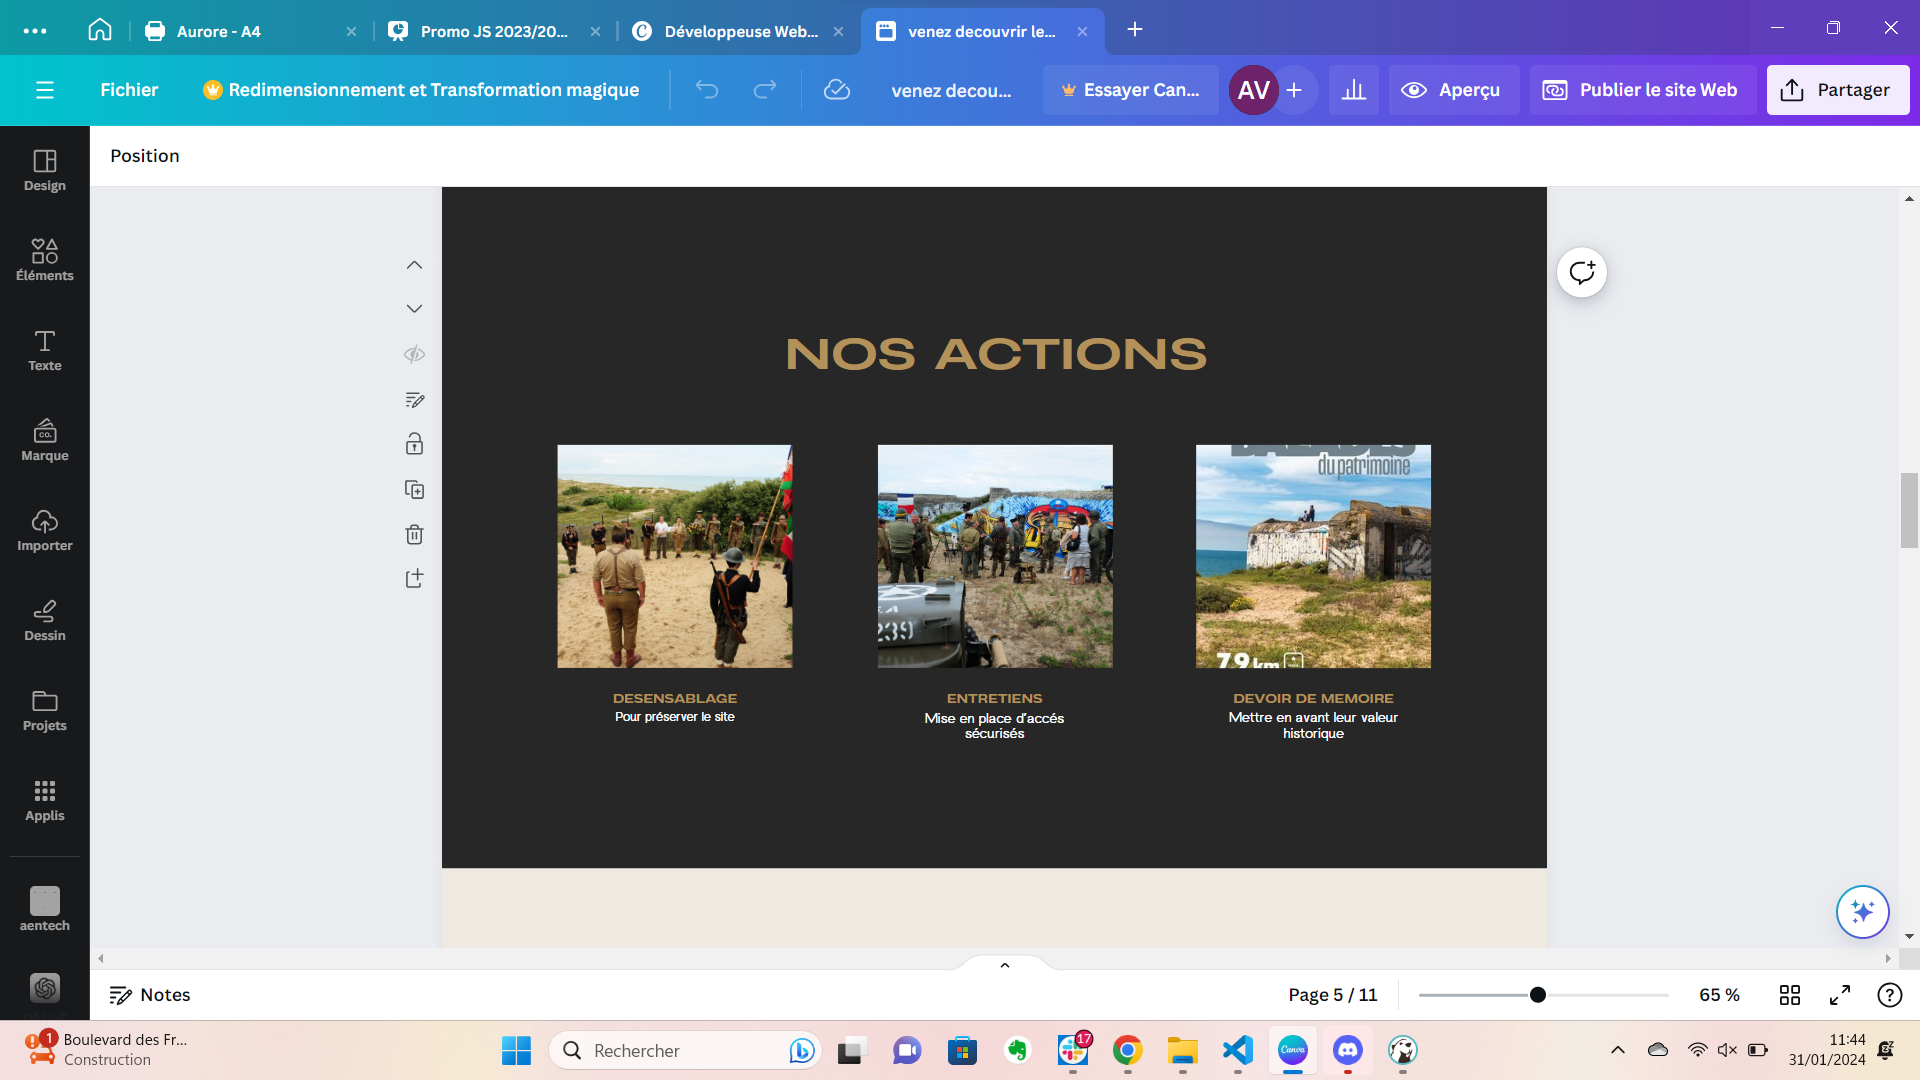 Aurore - A4
Promo JS 2023/20...
Développeuse Web...
venez decouvrir le...
Fichier
Redimensionnement et Transformation magique
venez decou...
Essayer Can...
AV
Aperçu
Publier le site Web
Partager
Position
Design
Éléments
Texte
CO.
Marque
Importer
Dessin
Projets
Applis
aentech
NOS ACTIONS
du patrimoine
239
7.9 km
DESENSABLAGE
Pour préserver le site
ENTRETIENS
Mise en place d'accés
sécurisés
DEVOIR DE MEMOIRE
Mettre en avant leur valeur
historique
Notes
Page 5 / 11
65 %
1
Boulevard des Fr...
Construction
Rechercher
17
Canva
11:44
31/01/2024